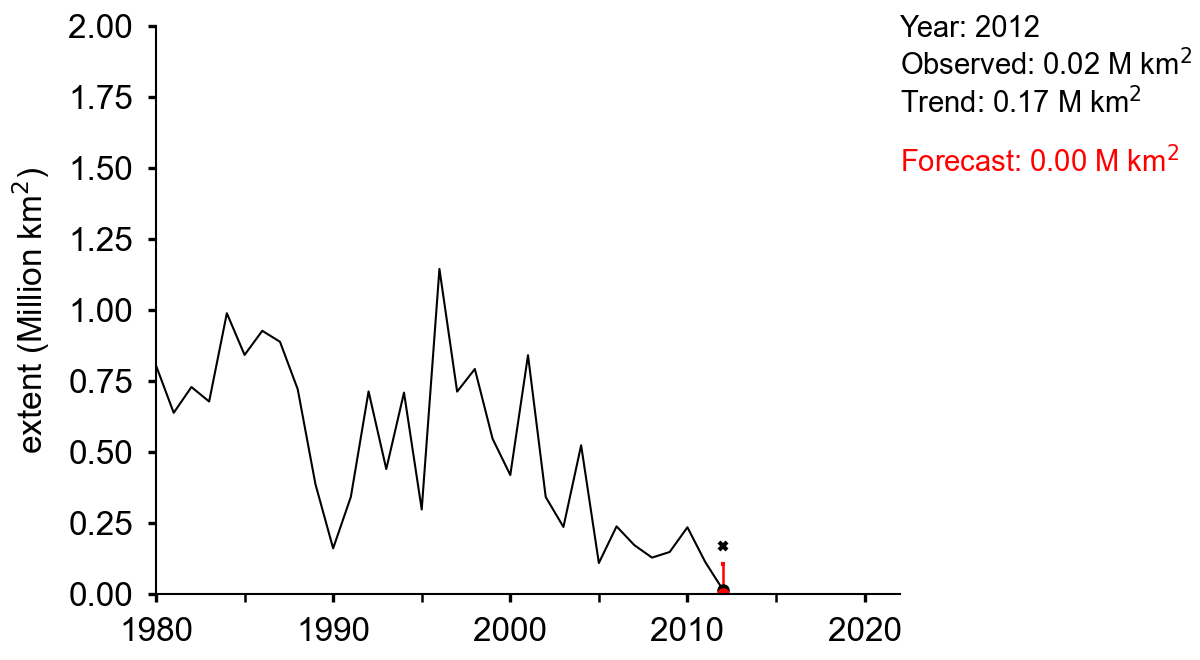 2.00
1.75
1.50
1.25
1.00
0.75
0.50
0.25
0.00
extent (Million km²)
1980 1990 2000 2010 2020
Year: 2012
Observed: 0.02 M km²
Trend: 0.17 M km²
Forecast: 0.00 M km²